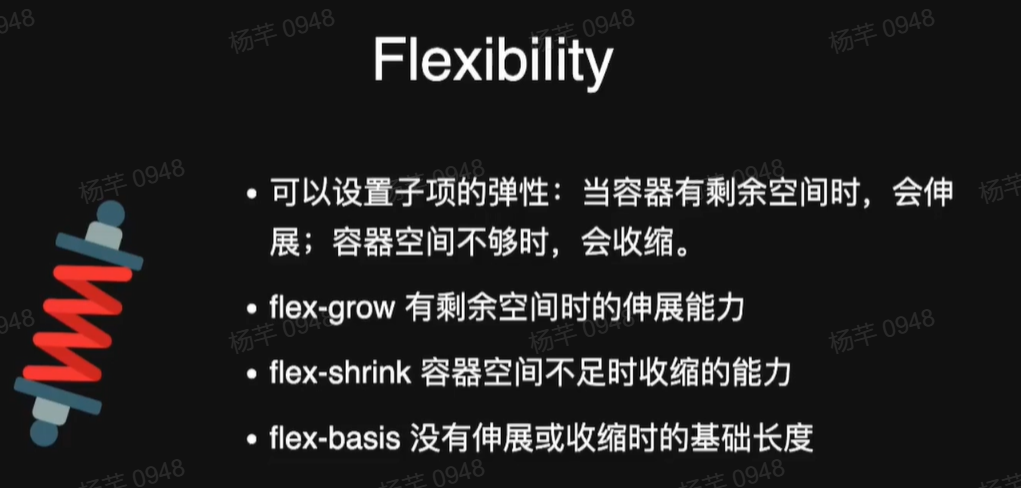 Flexibility
• 可以设置子项的弹性：当容器有剩余空间时，会伸
展；容器空间不够时，会收缩。
• flex-grow 有剩余空间时的伸展能力
• flex-shrink 容器空间不足时收缩的能力
• flex-basis 没有伸展或收缩时的基础长度
杨芊 0948